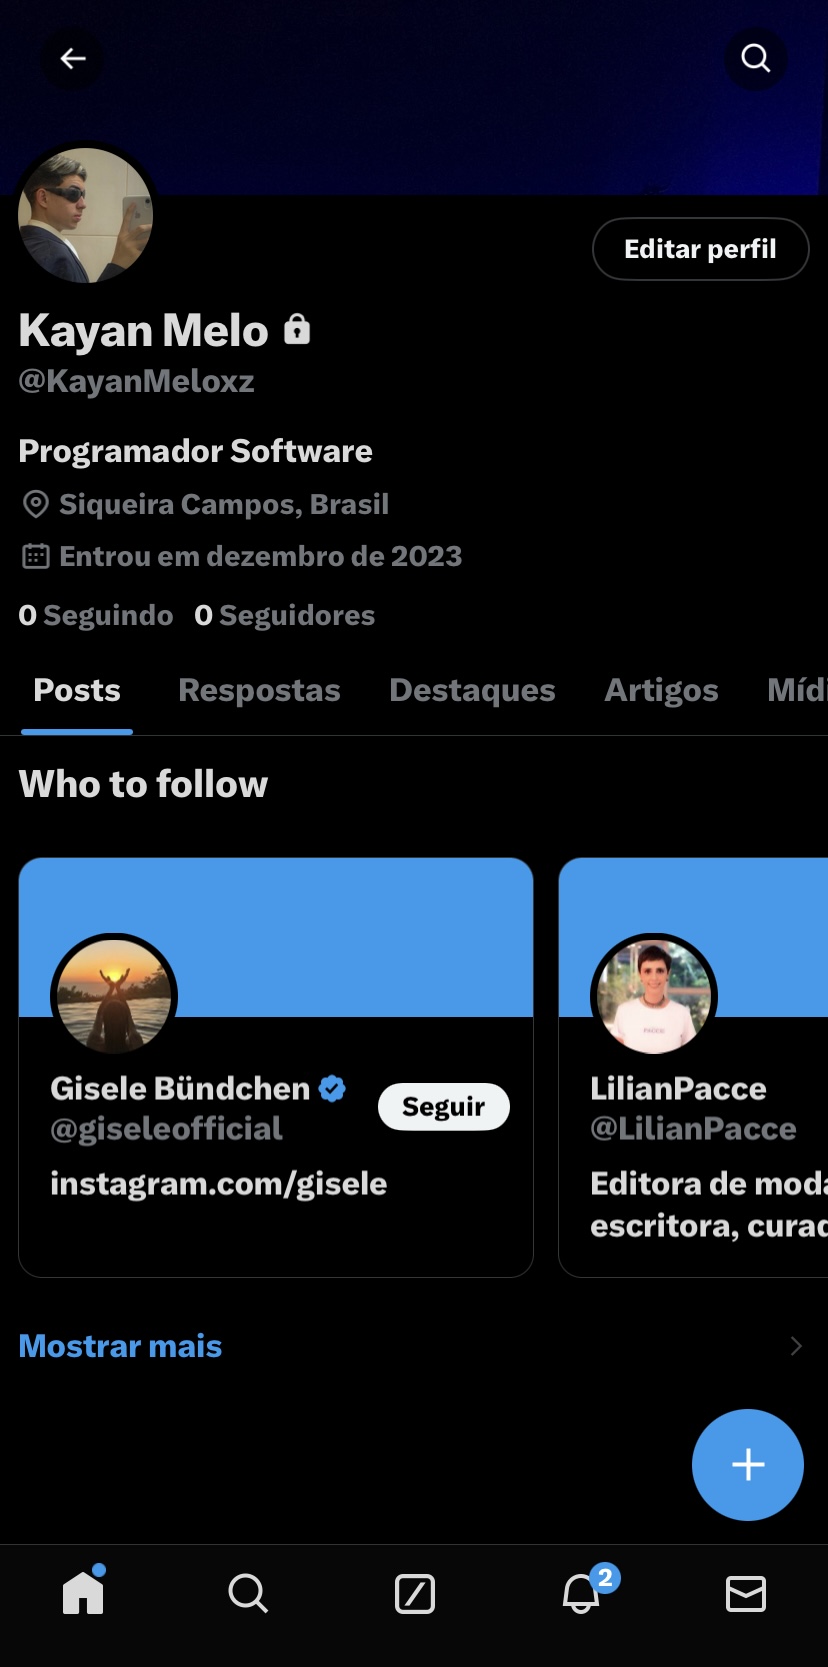 Editar perfil
Kayan Melo
@KayanMeloxz
Programador Software
Siqueira Campos, Brasil
Entrou em dezembro de 2023
0 Seguindo 0 Seguidores
Posts Respostas Destaques Artigos Mídi
Who to follow
Gisele Bündchen
@giseleofficial
Seguir
instagram.com/gisele
LilianPacce
@LilianPacce
Editora de moda
escritora, curad
Mostrar mais
2